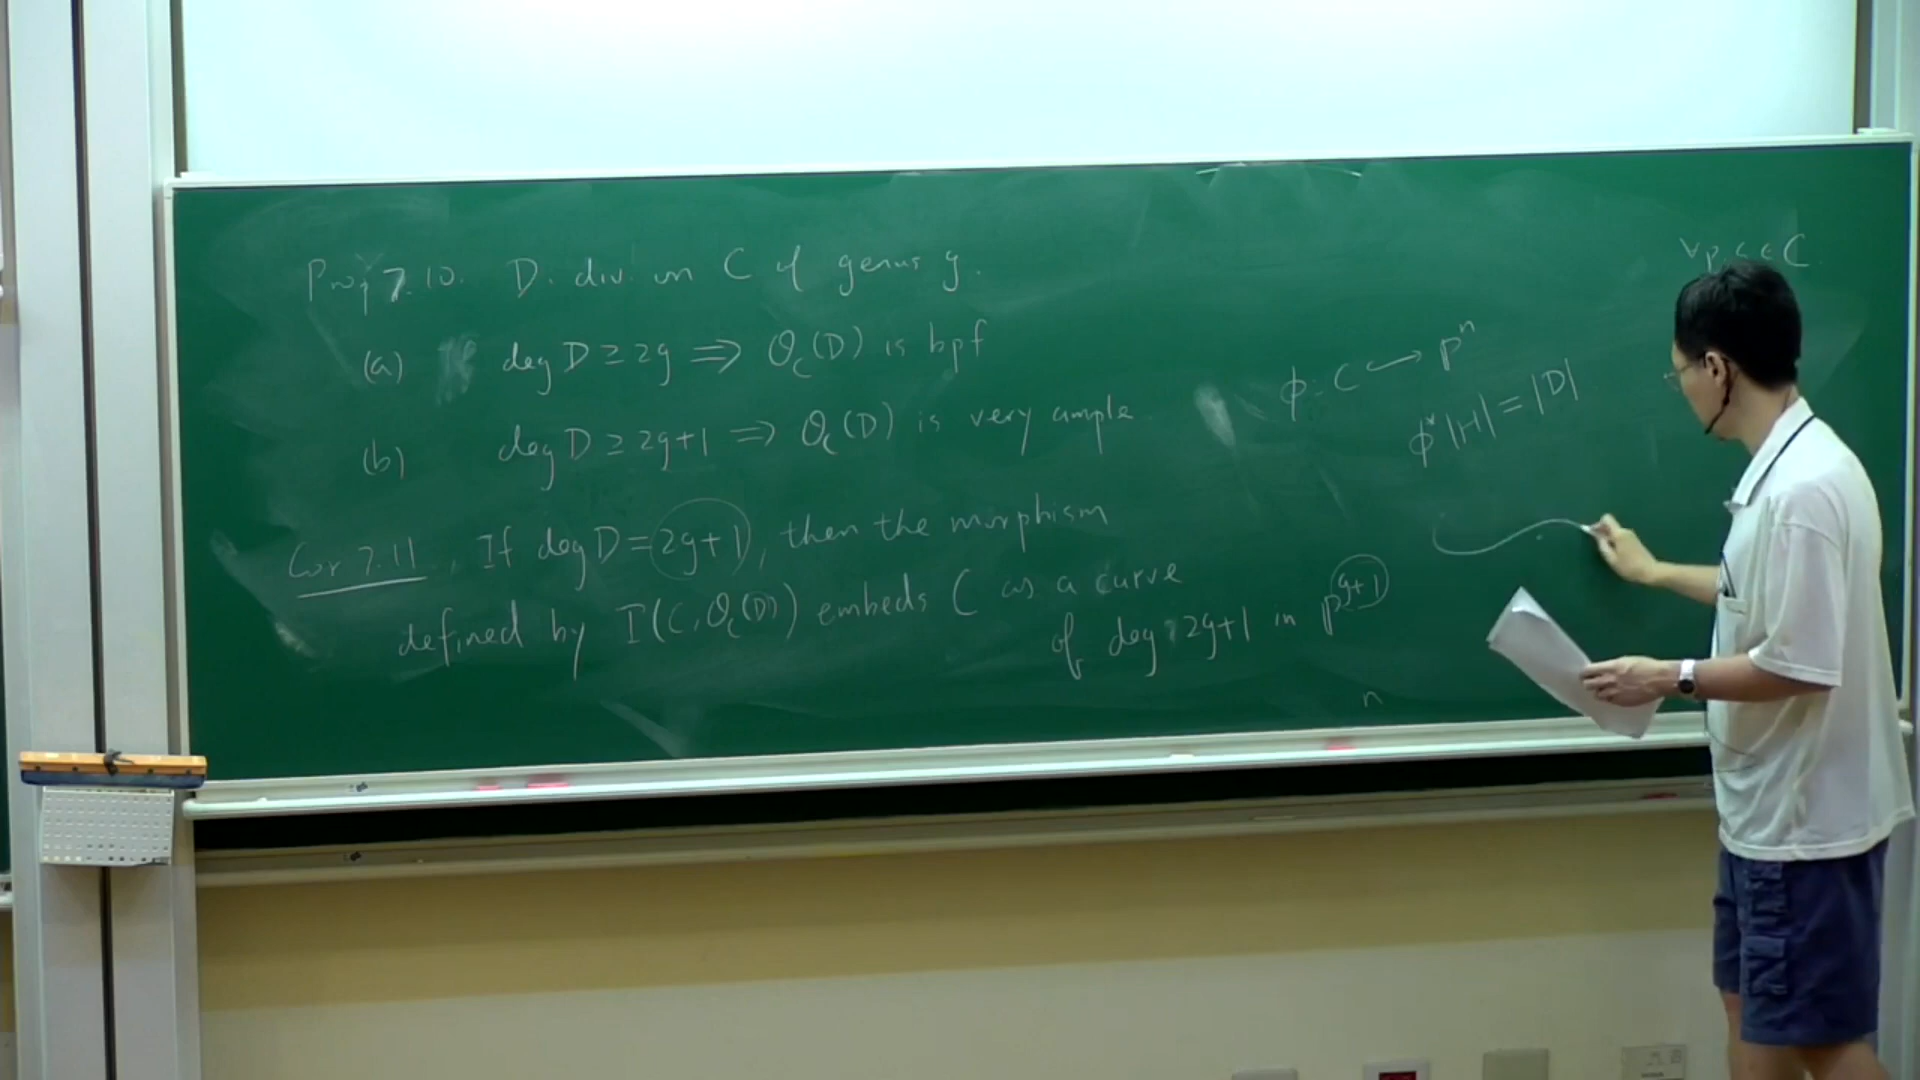 Prop 7.10. D. div. on C of genus g.
(a) If deg D ≥ 2g ⇒ O_C(D) is bpf
(b) deg D ≥ 2g+1 ⇒ O_C(D) is very ample
Cor 7.11. If deg D = 2g+1, then the morphism
defined by Γ(C, O_C(D)) embeds C as a curve
of deg 2g+1 in P^{g+1}
n
∀ p, C
φ: C ↪ P^n
φ*|H| = |D|